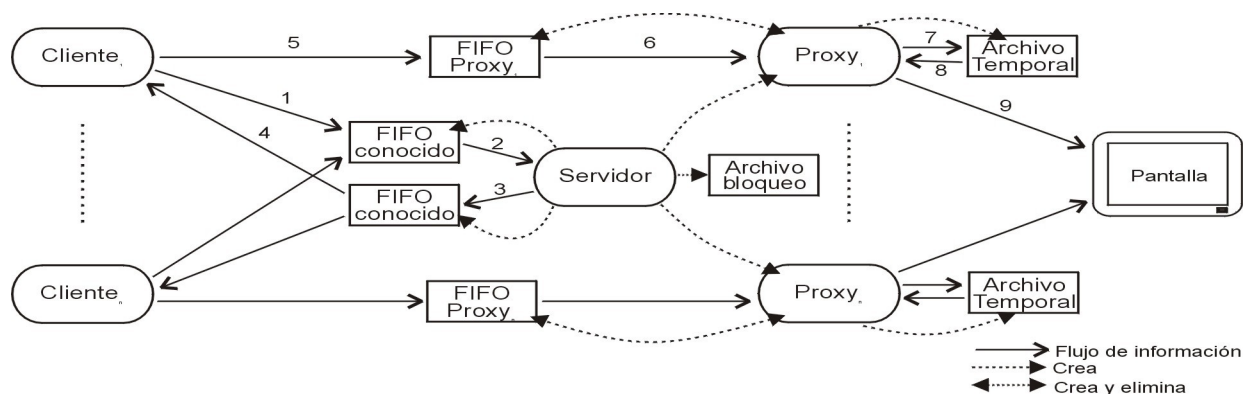 Cliente
5
FIFO
Proxy
6
Proxy
7
8
Archivo
Temporal
1
4
FIFO
conocido
2
9
Servidor
Archivo
bloqueo
3
FIFO
conocido
Pantalla
Cliente
FIFO
Proxy
Proxy
Archivo
Temporal
Flujo de información
Crea
Crea y elimina